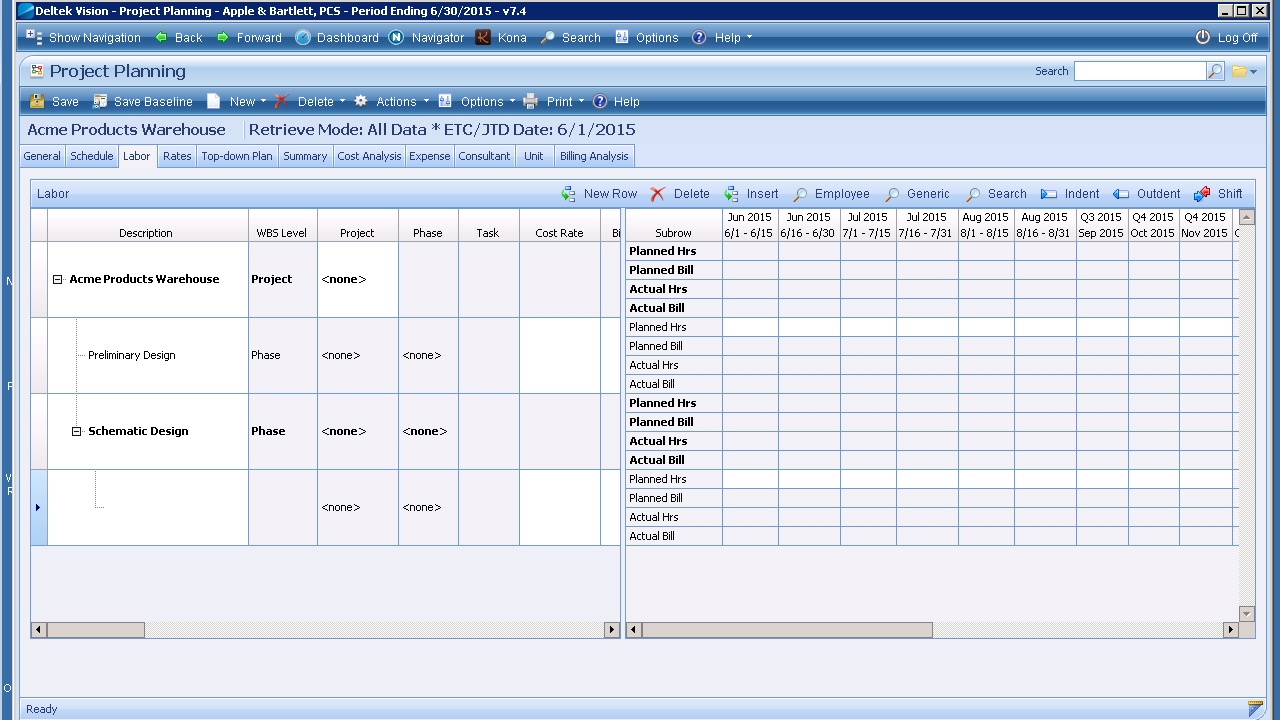 Deltek Vision - Project Planning - Apple & Bartlett, PCS - Period Ending 6/30/2015 - v7.4
Show Navigation Back Forward Dashboard Navigator Kona Search Options Help Log Off
Project Planning Search
Save Save Baseline New Delete Actions Options Print Help
Acme Products Warehouse Retrieve Mode: All Data * ETC/JTD Date: 6/1/2015
General Schedule Labor Rates Top-down Plan Summary Cost Analysis Expense Consultant Unit Billing Analysis
Labor New Row Delete Insert Employee Generic Search Indent Outdent Shift
Jun 2015 Jun 2015 Jul 2015 Jul 2015 Aug 2015 Aug 2015 Q3 2015 Q4 2015 Q4 2015
Description WBS Level Project Phase Task Cost Rate Bi Subrow 6/1 - 6/15 6/16 - 6/30 7/1 - 7/15 7/16 - 7/31 8/1 - 8/15 8/16 - 8/31 Sep 2015 Oct 2015 Nov 2015
Planned Hrs
Planned Bill
Acme Products Warehouse Project <none>
Actual Hrs
Actual Bill
Planned Hrs
Planned Bill
Preliminary Design Phase <none> <none>
Actual Hrs
Actual Bill
Planned Hrs
Planned Bill
Schematic Design Phase <none> <none>
Actual Hrs
Actual Bill
Planned Hrs
Planned Bill
<none> <none>
Actual Hrs
Actual Bill
Ready